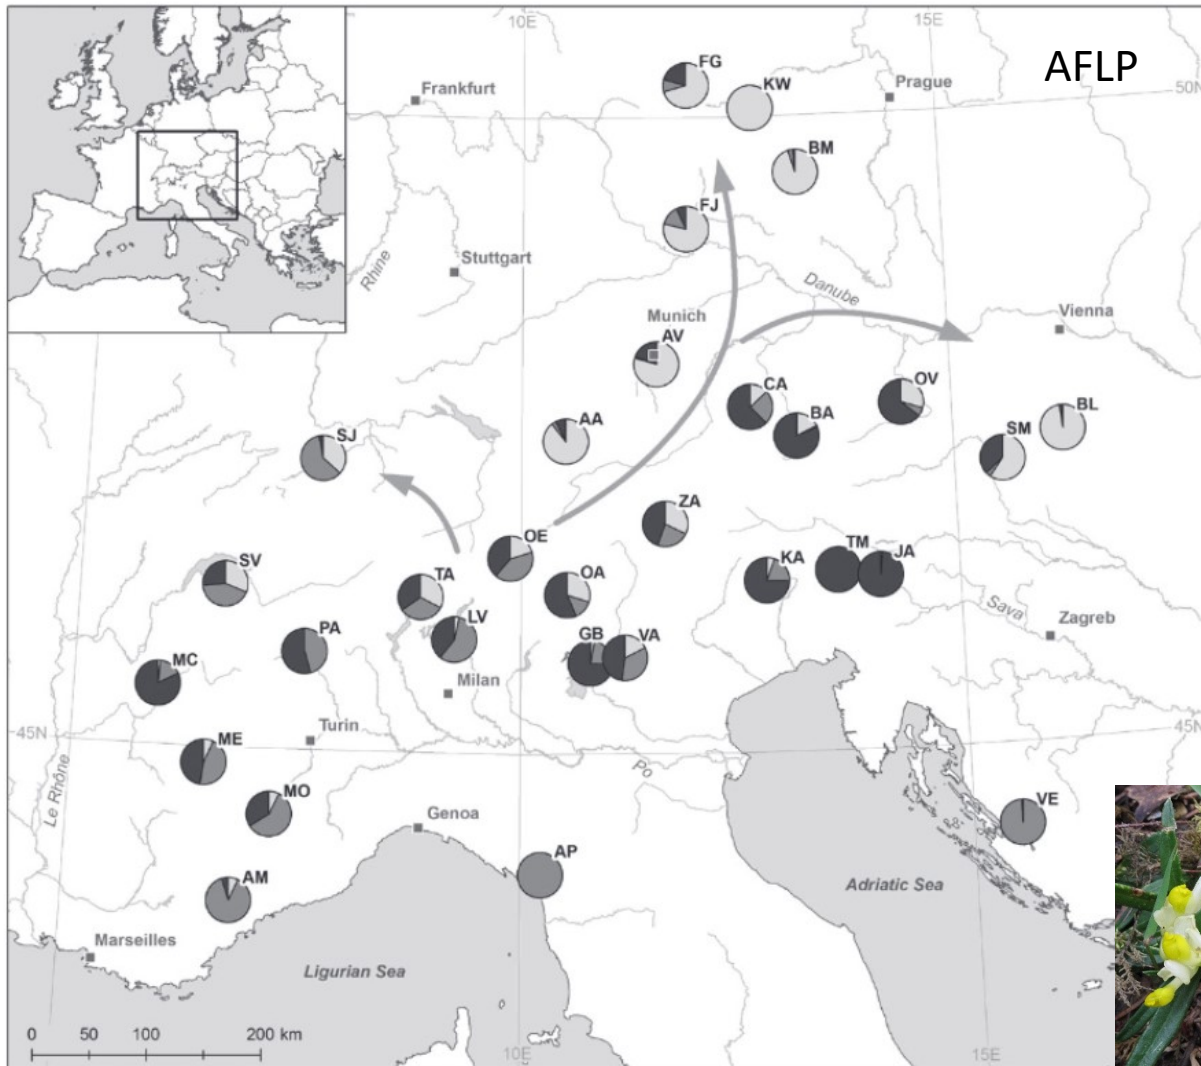 10E
15E
AFLP
FG
Prague
50N
Frankfurt
KW
BM
FJ
Rhine
Stuttgart
Danube
Vienna
Munich
AV
CA
OV
BA
BL
AA
SM
SJ
ZA
OE
TM
JA
SV
KA
TA
OA
Sava
Zagreb
LV
PA
GB
VA
MC
Milan
45N
Turin
45N
ME
Po
Le Rhône
MO
Genoa
VE
AP
AM
Adriatic Sea
Marseilles
Ligurian Sea
0 50 100 200 km
10E
15E